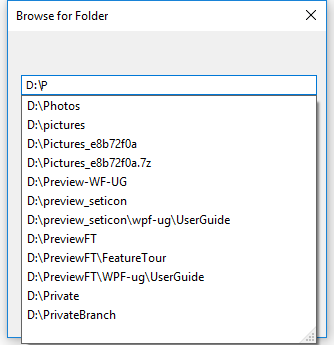 Browse for Folder
D:\P
D:\Photos
D:\pictures
D:\Pictures_e8b72f0a
D:\Pictures_e8b72f0a.7z
D:\Preview-WF-UG
D:\preview_seticon
D:\preview_seticon\wpf-ug\UserGuide
D:\PreviewFT
D:\PreviewFT\FeatureTour
D:\PreviewFT\WPF-ug\UserGuide
D:\Private
D:\PrivateBranch